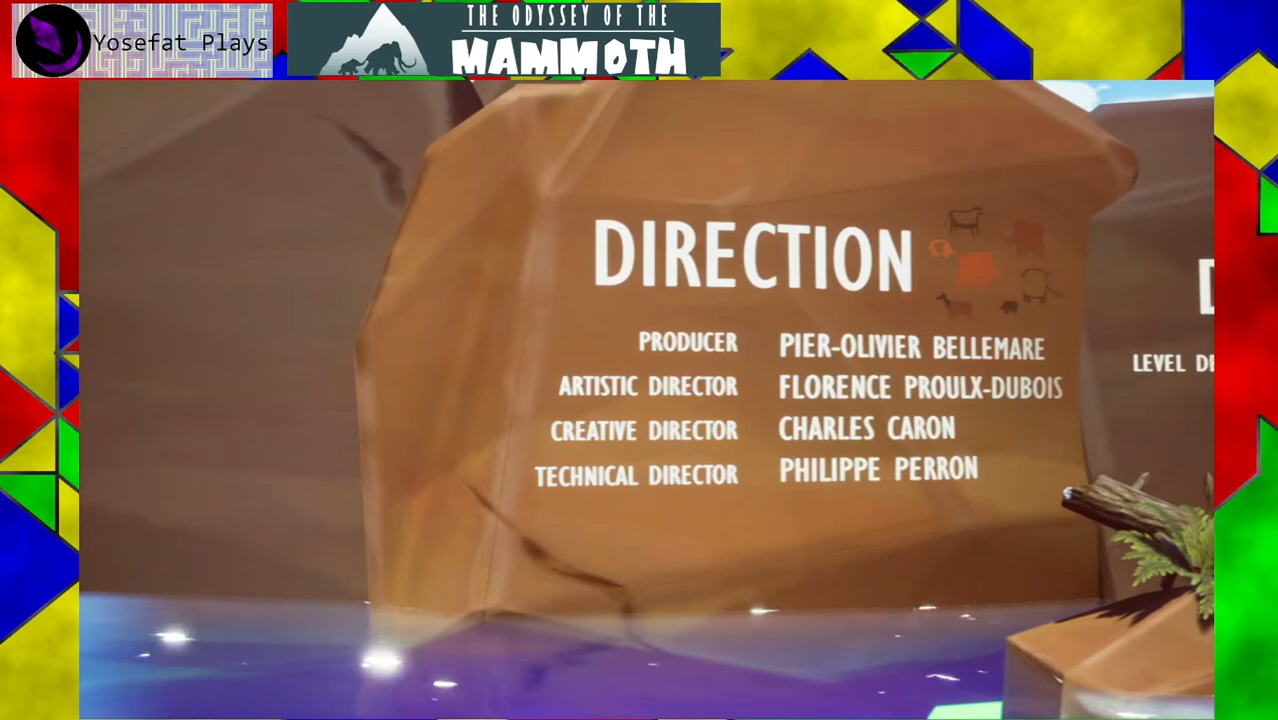 Yosefat Plays
THE ODYSSEY OF THE
MAMMOTH
DIRECTION
PRODUCER PIER-OLIVIER BELLEMARE
ARTISTIC DIRECTOR FLORENCE PROULX-DUBOIS
CREATIVE DIRECTOR CHARLES CARON
TECHNICAL DIRECTOR PHILIPPE PERRON
LEVEL